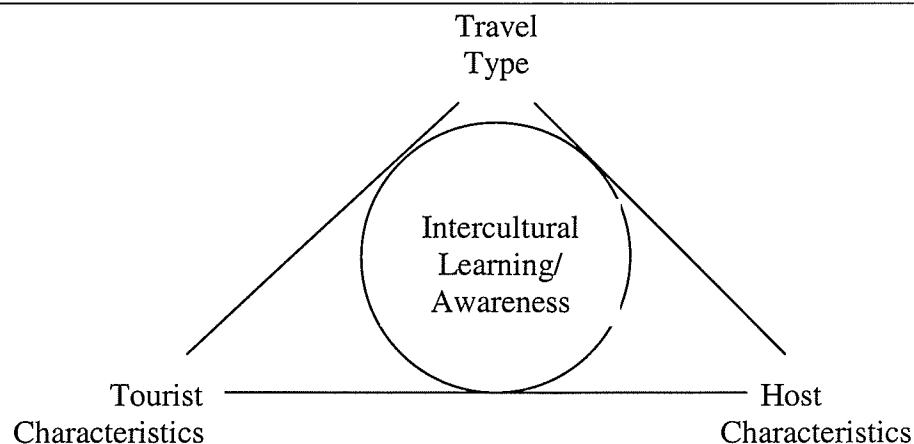 Travel
Type
Intercultural
Learning/
Awareness
Tourist
Characteristics
Host
Characteristics